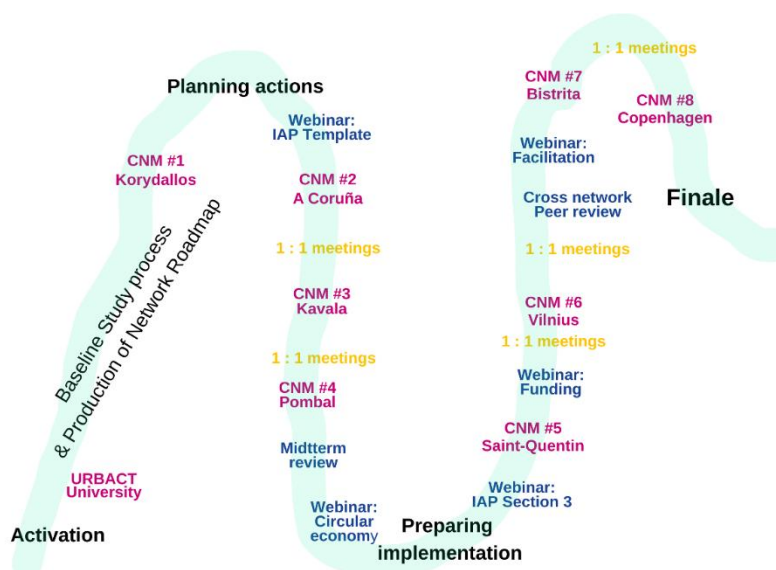 Activation
URBACT
University
Baseline Study process
& Production of Network Roadmap
CNM #1
Korydallos
Planning actions
Webinar:
IAP Template
CNM #2
A Coruña
1 : 1 meetings
CNM #3
Kavala
1 : 1 meetings
CNM #4
Pombal
Midtterm
review
Webinar:
Circular
economy
Preparing
implementation
Webinar:
IAP Section 3
CNM #5
Saint-Quentin
Webinar:
Funding
1 : 1 meetings
CNM #6
Vilnius
1 : 1 meetings
Cross network
Peer review
Webinar:
Facilitation
CNM #7
Bistrita
1 : 1 meetings
CNM #8
Copenhagen
Finale